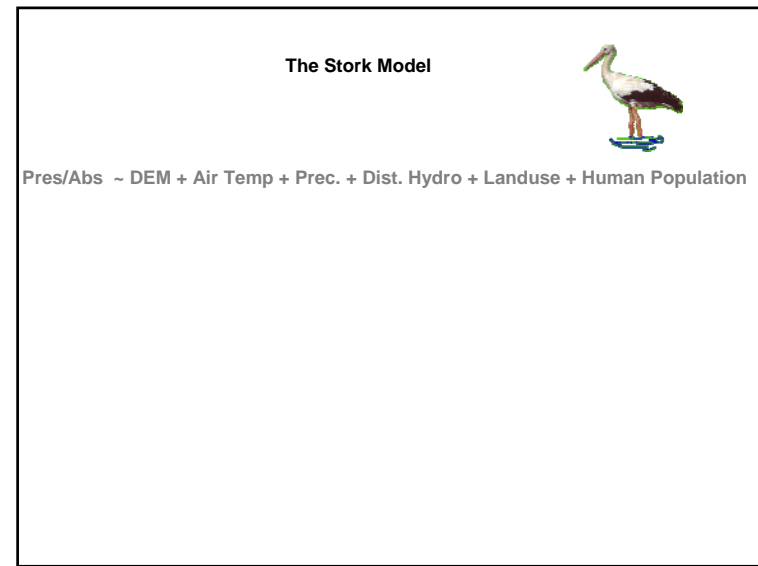 The Stork Model
Pres/Abs ~ DEM + Air Temp + Prec. + Dist. Hydro + Landuse + Human Population